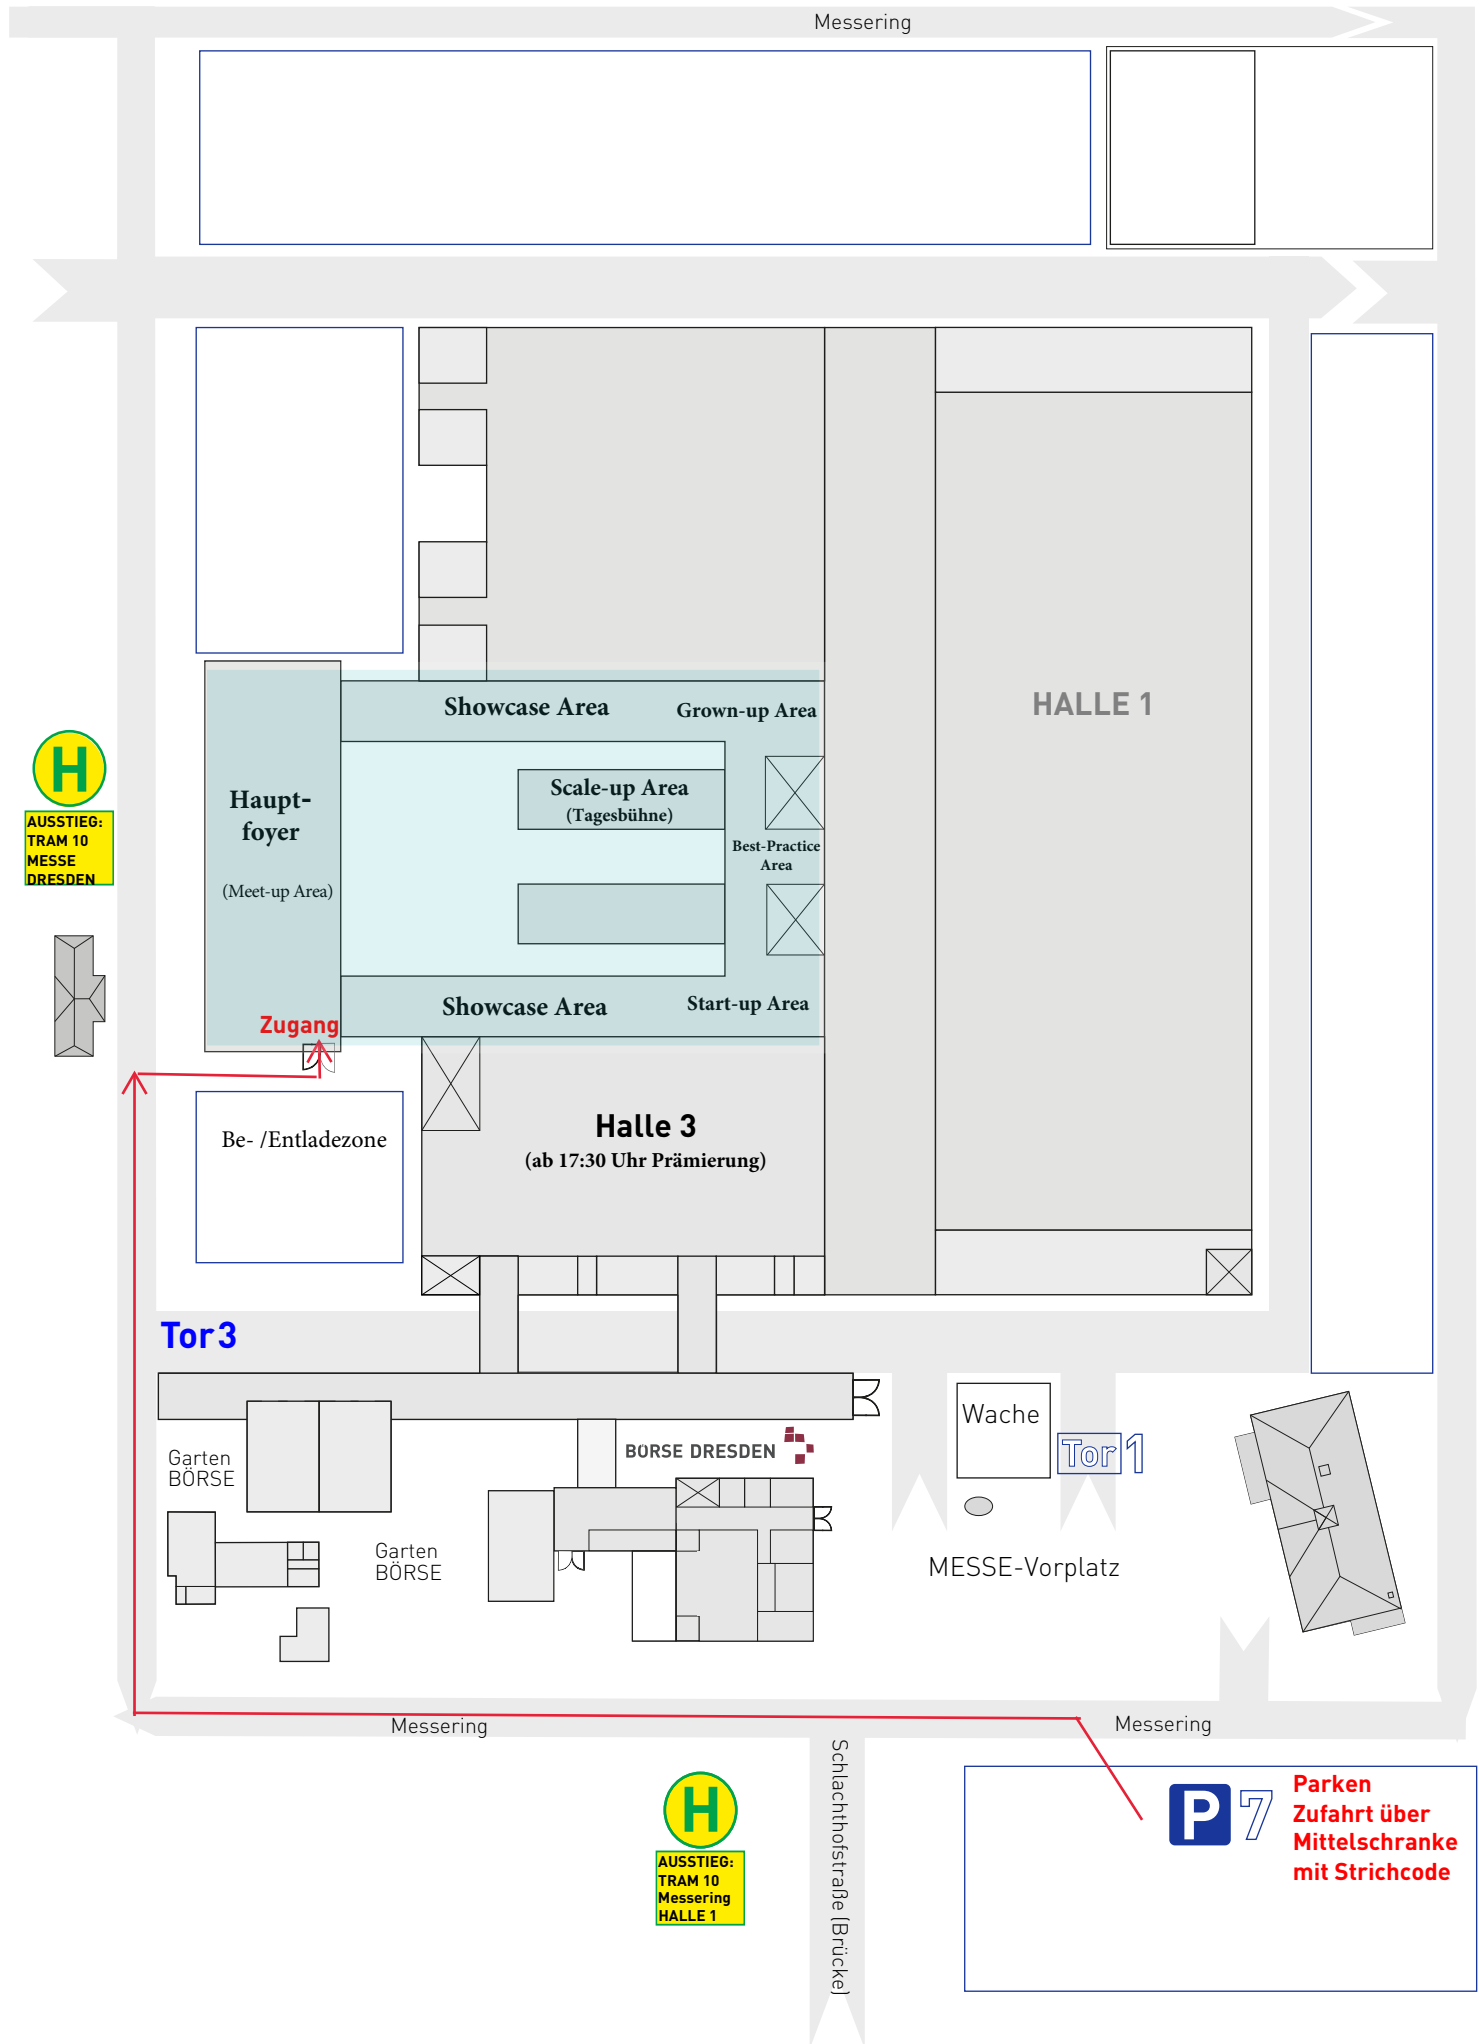 Messering
HALLE 1
Showcase Area
Grown-up Area
H
AUSSTIEG:
TRAM 10
MESSE
DRESDEN
Haupt-
foyer
(Meet-up Area)
Scale-up Area
(Tagesbühne)
Best-Practice
Area
Showcase Area
Start-up Area
Zugang
Be- /Entladezone
Halle 3
(ab 17:30 Uhr Prämierung)
Tor 3
Garten
BÖRSE
BÖRSE DRESDEN
Wache
Tor 1
Garten
BÖRSE
MESSE-Vorplatz
Messering
Messering
Schlachthofstraße (Brücke)
H
AUSSTIEG:
TRAM 10
Messering
HALLE 1
P 7
Parken
Zufahrt über
Mittelschranke
mit Strichcode